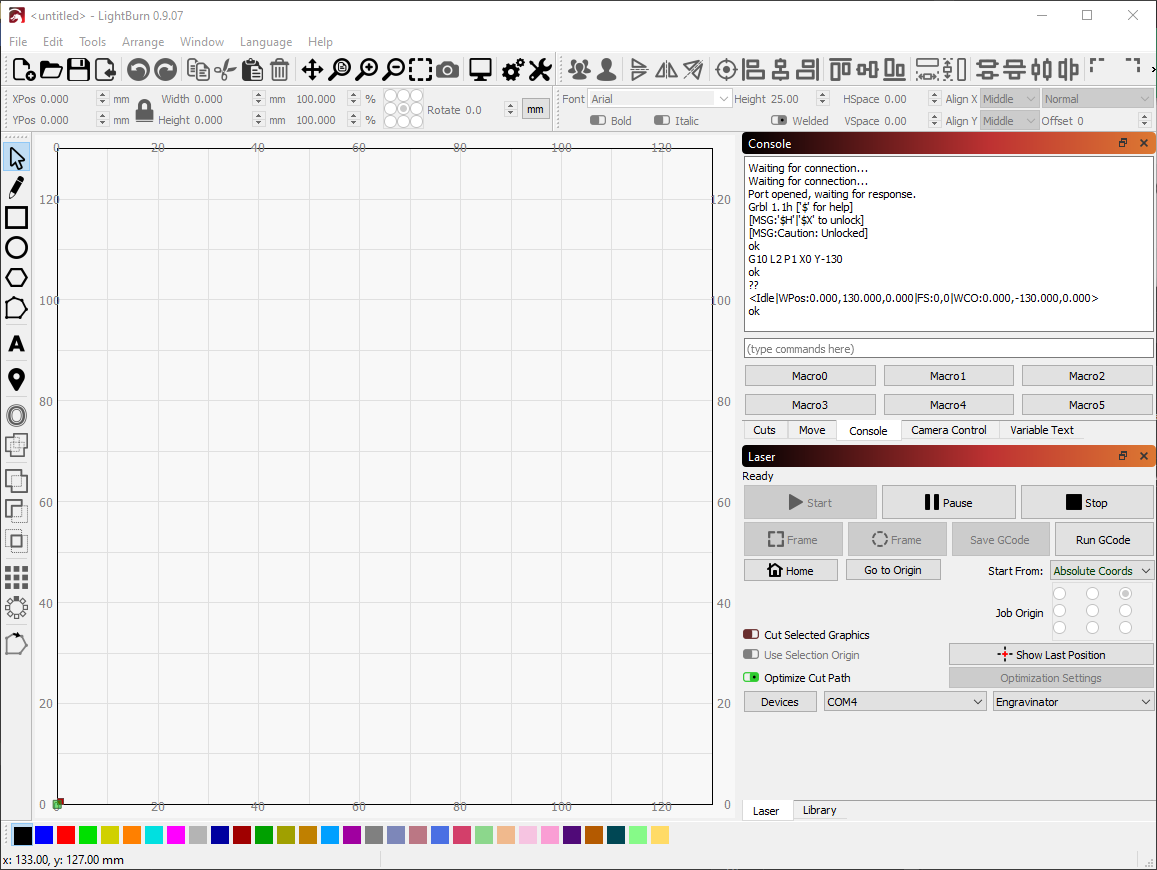 <untitled> - LightBurn 0.9.07
File Edit Tools Arrange Window Language Help
XPos 0.000 mm Width 0.000 mm 100.000 % Rotate 0.0 mm Font Arial Height 25.00 HSpace 0.00 Align X Middle Normal
YPos 0.000 mm Height 0.000 mm 100.000 % Bold Italic Welded VSpace 0.00 Align Y Middle Offset 0
0 20 40 60 80 100 120
120 120
100 100
80 80
60 60
40 40
20 20
0 0
0 20 40 60 80 100 120
Console
Waiting for connection...
Waiting for connection...
Port opened, waiting for response.
Grbl 1.1h ['$' for help]
[MSG:'$H'|'$X' to unlock]
[MSG:Caution: Unlocked]
ok
G10 L2 P1 X0 Y-130
ok
??
<Idle|WPos:0.000,130.000,0.000|FS:0,0|WCO:0.000,-130.000,0.000>
ok
(type commands here)
Macro0 Macro1 Macro2
Macro3 Macro4 Macro5
Cuts Move Console Camera Control Variable Text
Laser
Ready
Start Pause Stop
Frame Frame Save GCode Run GCode
Home Go to Origin Start From: Absolute Coords
Job Origin
Cut Selected Graphics
Use Selection Origin Show Last Position
Optimize Cut Path Optimization Settings
Devices COM4 Engravinator
Laser Library
x: 133.00, y: 127.00 mm